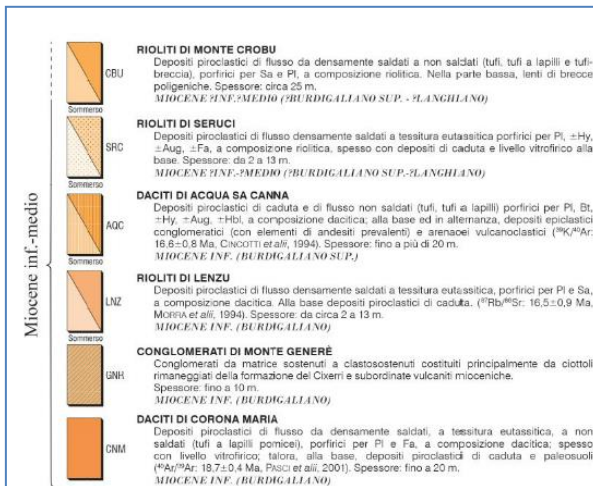 Miocene inf.-medio
CBU
Sommerso
RIOLITI DI MONTE CROBU
Depositi piroclastici di flusso da densamente saldati a non saldati (tufi, tufi a lapilli e tufi-
breccia), porfirici per Sa e Pl, a composizione riolitica. Nella parte bassa, lenti di brecce
poligeniche. Spessore: circa 25 m.
MIOCENE ?INF.?MEDIO (?BURDIGALIANO SUP. - ?LANGHIANO)
SRC
Sommerso
RIOLITI DI SERUCI
Depositi piroclastici di flusso densamente saldati a tessitura eutassitica porfirici per Pl, ±Hy,
±Aug, ±Fa, a composizione riolitica, spesso con depositi di caduta e livello vitrofirico alla
base. Spessore: da 2 a 13 m.
MIOCENE ?INF.-?MEDIO (?BURDIGALIANO SUP.-?LANGHIANO)
AQC
Sommerso
DACITI DI ACQUA SA CANNA
Depositi piroclastici di caduta e di flusso non saldati (tufi, tufi a lapilli) porfirici per Pl, Bt,
±Hy, ±Aug, ±Hbl, a composizione dacitica; alla base ed in alternanza, depositi epiclastici
conglomeratici (con elementi di andesiti prevalenti) e arenacei vulcanoclastici (³⁹K/⁴⁰Ar:
16,6±0,8 Ma, CINCOTTI et alii, 1994). Spessore: fino a più di 20 m.
MIOCENE INF. (BURDIGALIANO SUP.)
LNZ
Sommerso
RIOLITI DI LENZU
Depositi piroclastici di flusso densamente saldati a tessitura eutassitica, porfirici per Pl e Sa,
a composizione dacitica. Alla base depositi piroclastici di caduta. (⁸⁷Rb/⁸⁶Sr: 16,5±0,9 Ma,
MORRA et alii, 1994). Spessore: da circa 2 a 13 m.
MIOCENE INF. (BURDIGALIANO)
GNR
CONGLOMERATI DI MONTE GENERÈ
Conglomerati da matrice sostenuti a clastosostenuti costituiti principalmente da ciottoli
rimaneggiati della formazione del Cixerri e subordinate vulcaniti mioceniche.
Spessore: fino a 10 m.
MIOCENE INF. (BURDIGALIANO)
CNM
DACITI DI CORONA MARIA
Depositi piroclastici di flusso da densamente saldati, a tessitura eutassitica, a non
saldati (tufi a lapilli pomicei), porfirici per Pl e Fa, a composizione dacitica; spesso
con livello vitrofirico; talora, alla base, depositi piroclastici di caduta e paleosuoli
(⁴⁰Ar/³⁹Ar: 18,7±0,4 Ma, PASCI et alii, 2001). Spessore: fino a 20 m.
MIOCENE INF. (BURDIGALIANO)